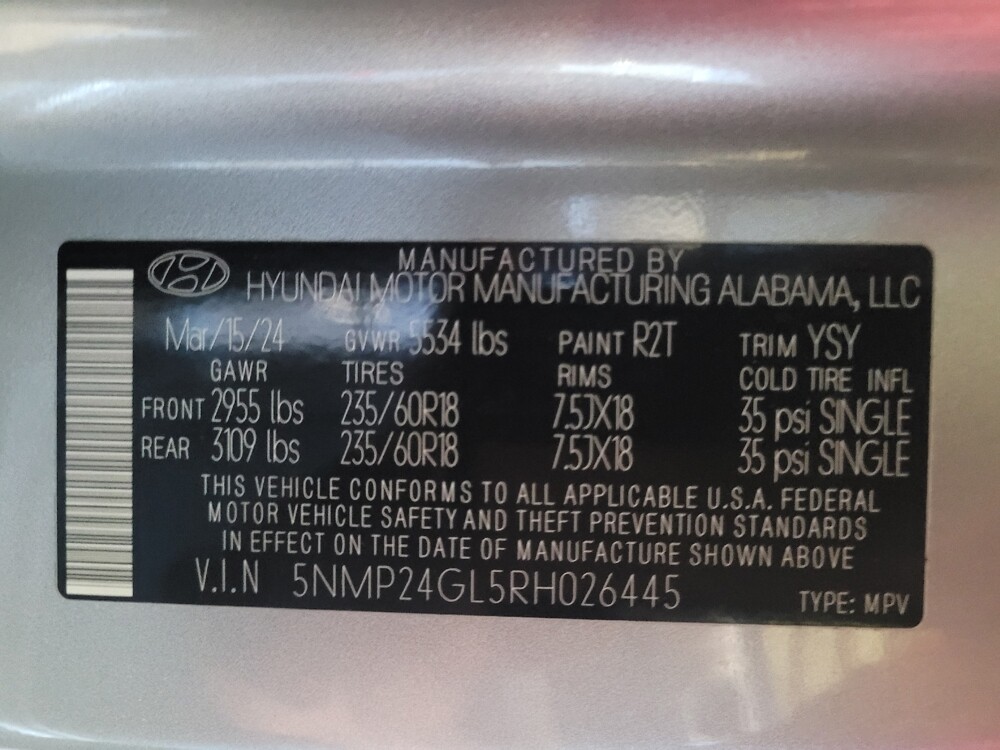 MANUFACTURED BY
HYUNDAI MOTOR MANUFACTURING ALABAMA, LLC
Mar/15/24 GVWR 5534 lbs PAINT R2T TRIM YSY
GAWR TIRES RIMS COLD TIRE INFL
FRONT 2955 lbs 235/60R18 7.5JX18 35 psi SINGLE
REAR 3109 lbs 235/60R18 7.5JX18 35 psi SINGLE
THIS VEHICLE CONFORMS TO ALL APPLICABLE U.S.A. FEDERAL
MOTOR VEHICLE SAFETY AND THEFT PREVENTION STANDARDS
IN EFFECT ON THE DATE OF MANUFACTURE SHOWN ABOVE
V.I.N 5NMP24GL5RH026445 TYPE: MPV